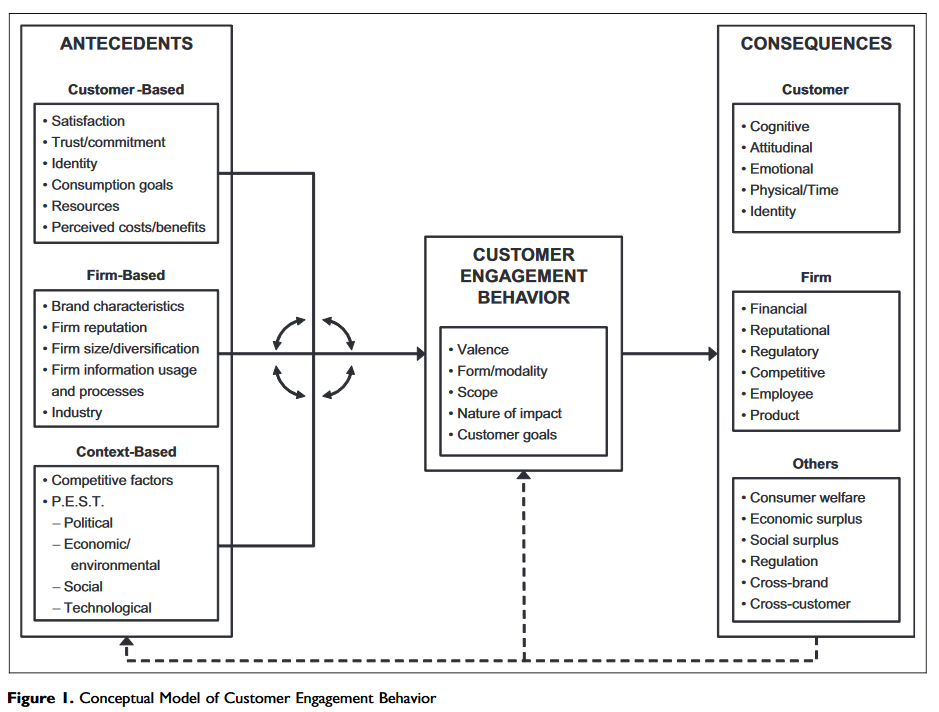 ANTECEDENTS
Customer -Based
• Satisfaction
• Trust/commitment
• Identity
• Consumption goals
• Resources
• Perceived costs/benefits
Firm-Based
• Brand characteristics
• Firm reputation
• Firm size/diversification
• Firm information usage
and processes
• Industry
Context-Based
• Competitive factors
• P.E.S.T.
– Political
– Economic/
environmental
– Social
– Technological
CUSTOMER
ENGAGEMENT
BEHAVIOR
• Valence
• Form/modality
• Scope
• Nature of impact
• Customer goals
CONSEQUENCES
Customer
• Cognitive
• Attitudinal
• Emotional
• Physical/Time
• Identity
Firm
• Financial
• Reputational
• Regulatory
• Competitive
• Employee
• Product
Others
• Consumer welfare
• Economic surplus
• Social surplus
• Regulation
• Cross-brand
• Cross-customer
Figure 1. Conceptual Model of Customer Engagement Behavior